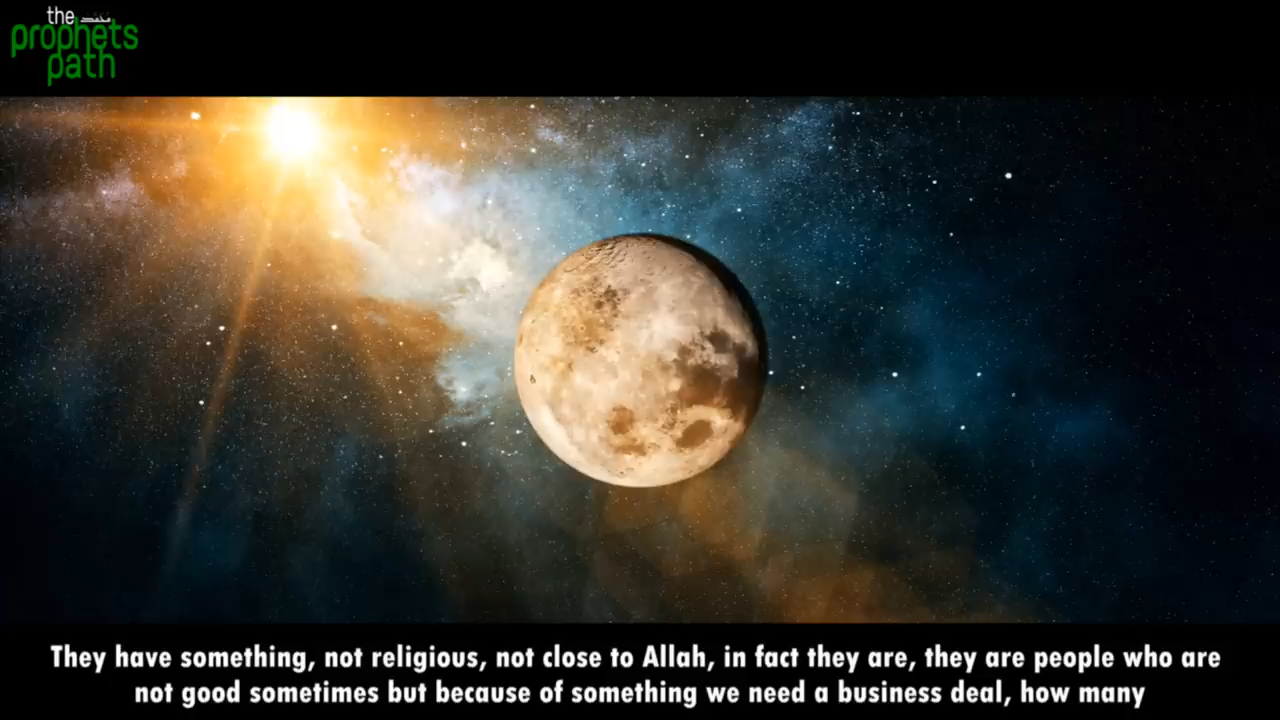 the
prophets
path
They have something, not religious, not close to Allah, in fact they are, they are people who are
not good sometimes but because of something we need a business deal, how many